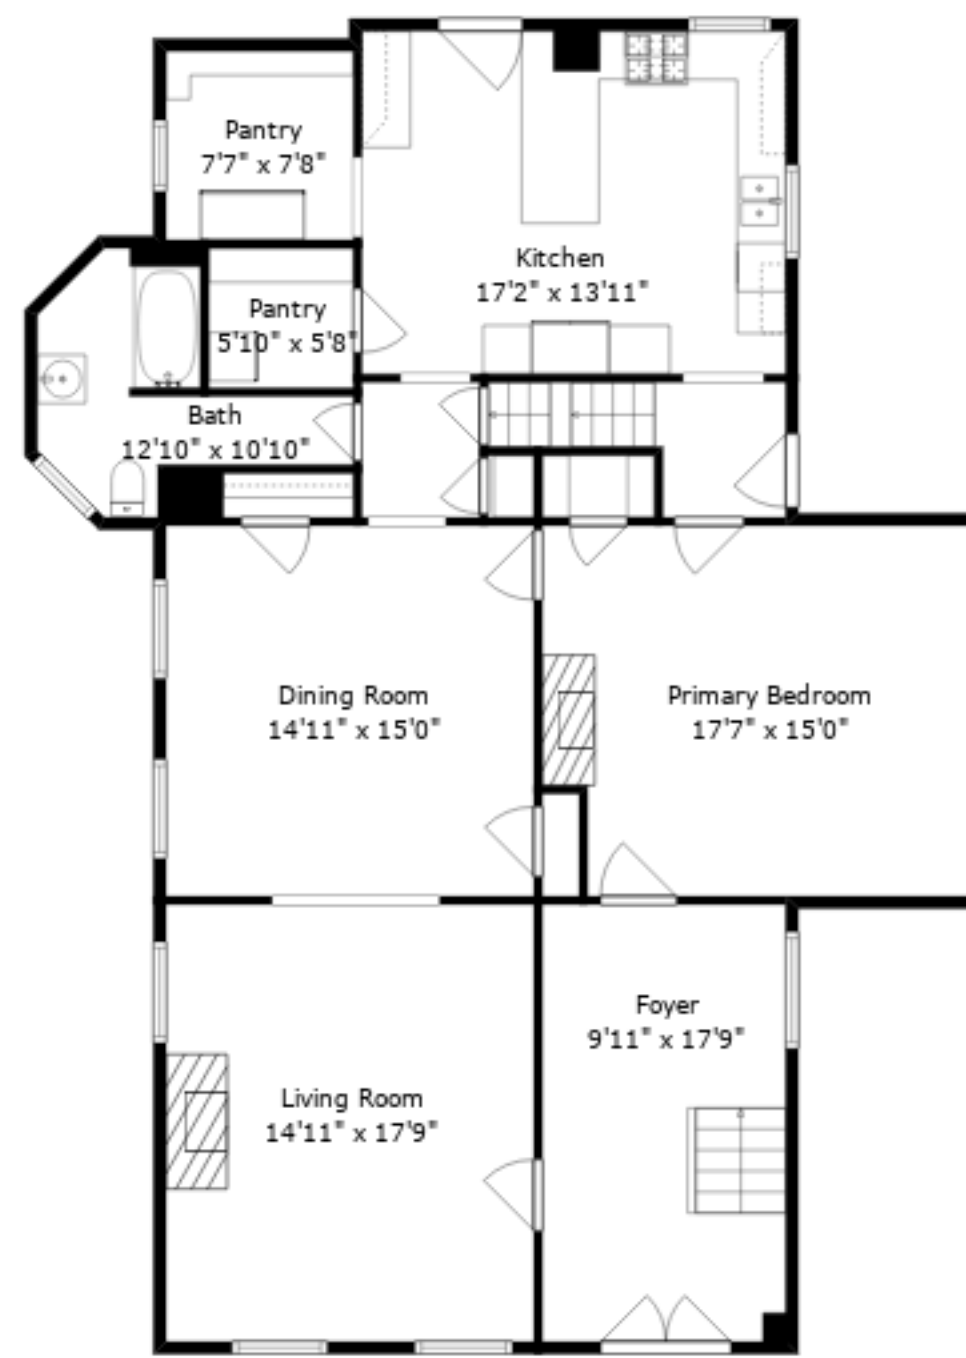 Pantry
7'7" x 7'8"
Kitchen
17'2" x 13'11"
Pantry
5'10" x 5'8"
Bath
12'10" x 10'10"
Dining Room
14'11" x 15'0"
Primary Bedroom
17'7" x 15'0"
Foyer
9'11" x 17'9"
Living Room
14'11" x 17'9"